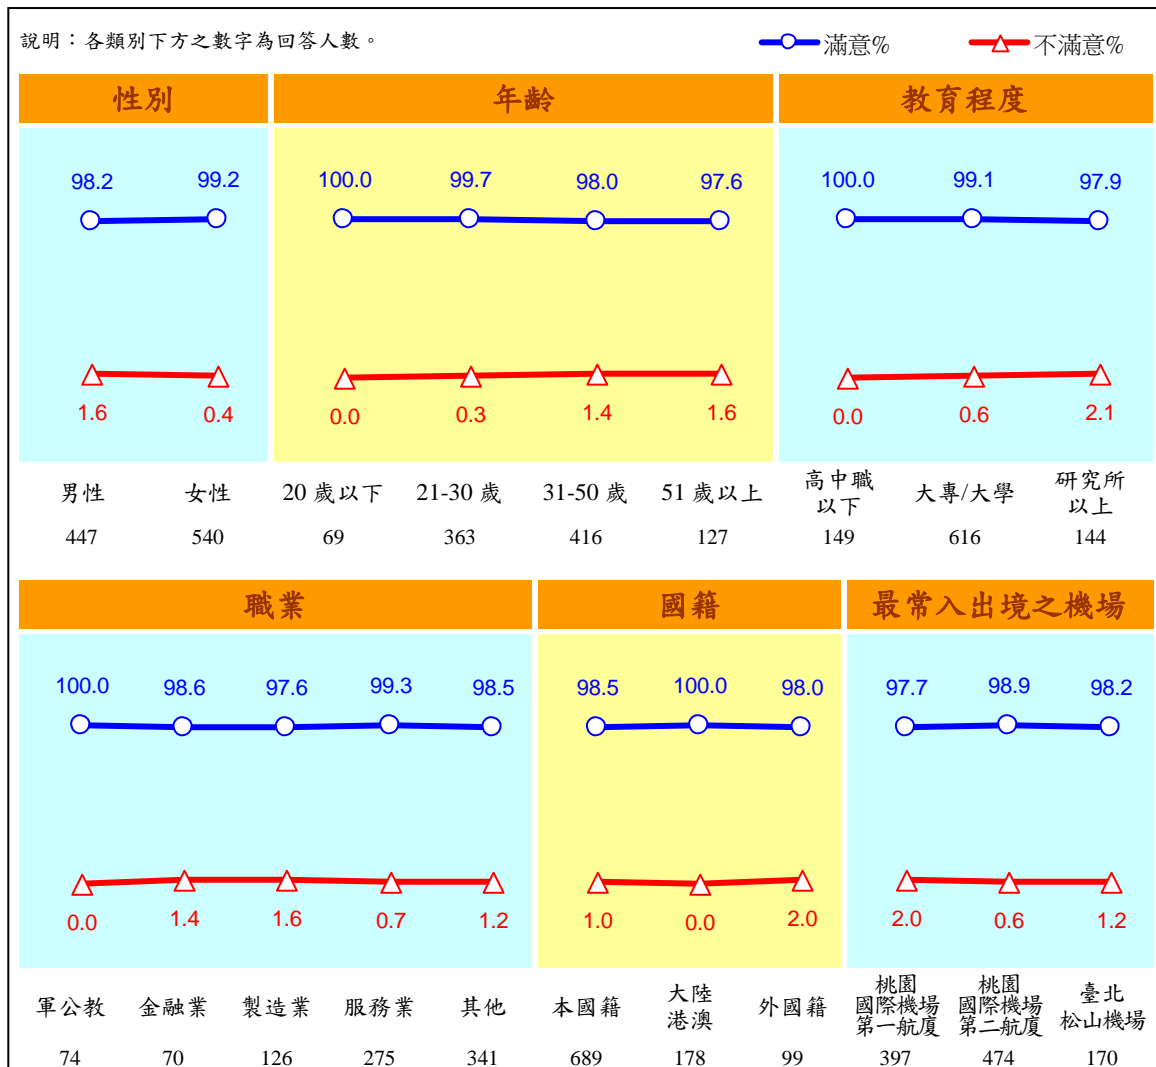 說明：各類別下方之數字為回答人數。
滿意% 不滿意%
性別 年齡 教育程度
98.2 99.2 100.0 99.7 98.0 97.6 100.0 99.1 97.9
1.6 0.4 0.0 0.3 1.4 1.6 0.0 0.6 2.1
男性 女性 20 歲以下 21-30 歲 31-50 歲 51 歲以上 高中職 大專/大學 研究所
以下 以上
447 540 69 363 416 127 149 616 144
職業 國籍 最常入出境之機場
100.0 98.6 97.6 99.3 98.5 98.5 100.0 98.0 97.7 98.9 98.2
0.0 1.4 1.6 0.7 1.2 1.0 0.0 2.0 2.0 0.6 1.2
軍公教 金融業 製造業 服務業 其他 本國籍 大陸 外國籍 桃園 桃園 臺北
港澳 國際機場 國際機場 松山機場
第一航廈 第二航廈
74 70 126 275 341 689 178 99 397 474 170